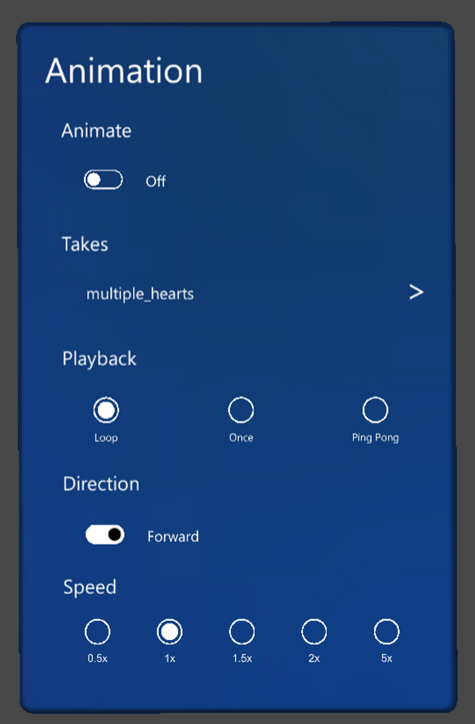 Animation
Animate
Off
Takes
multiple_hearts >
Playback
Loop Once Ping Pong
Direction
Forward
Speed
0.5x 1x 1.5x 2x 5x